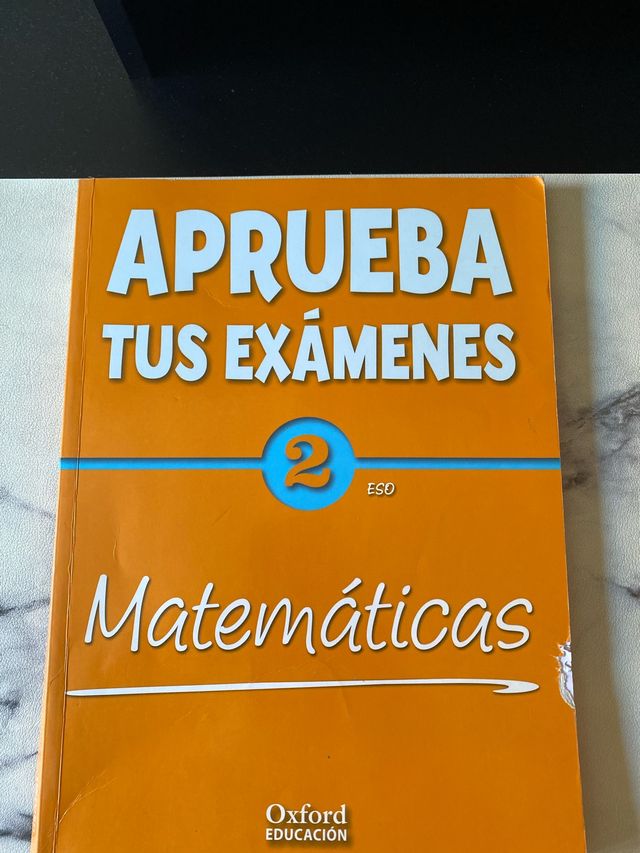 APRUEBA
TUS EXÁMENES
2
ESO
Matemáticas
Oxford
EDUCACIÓN